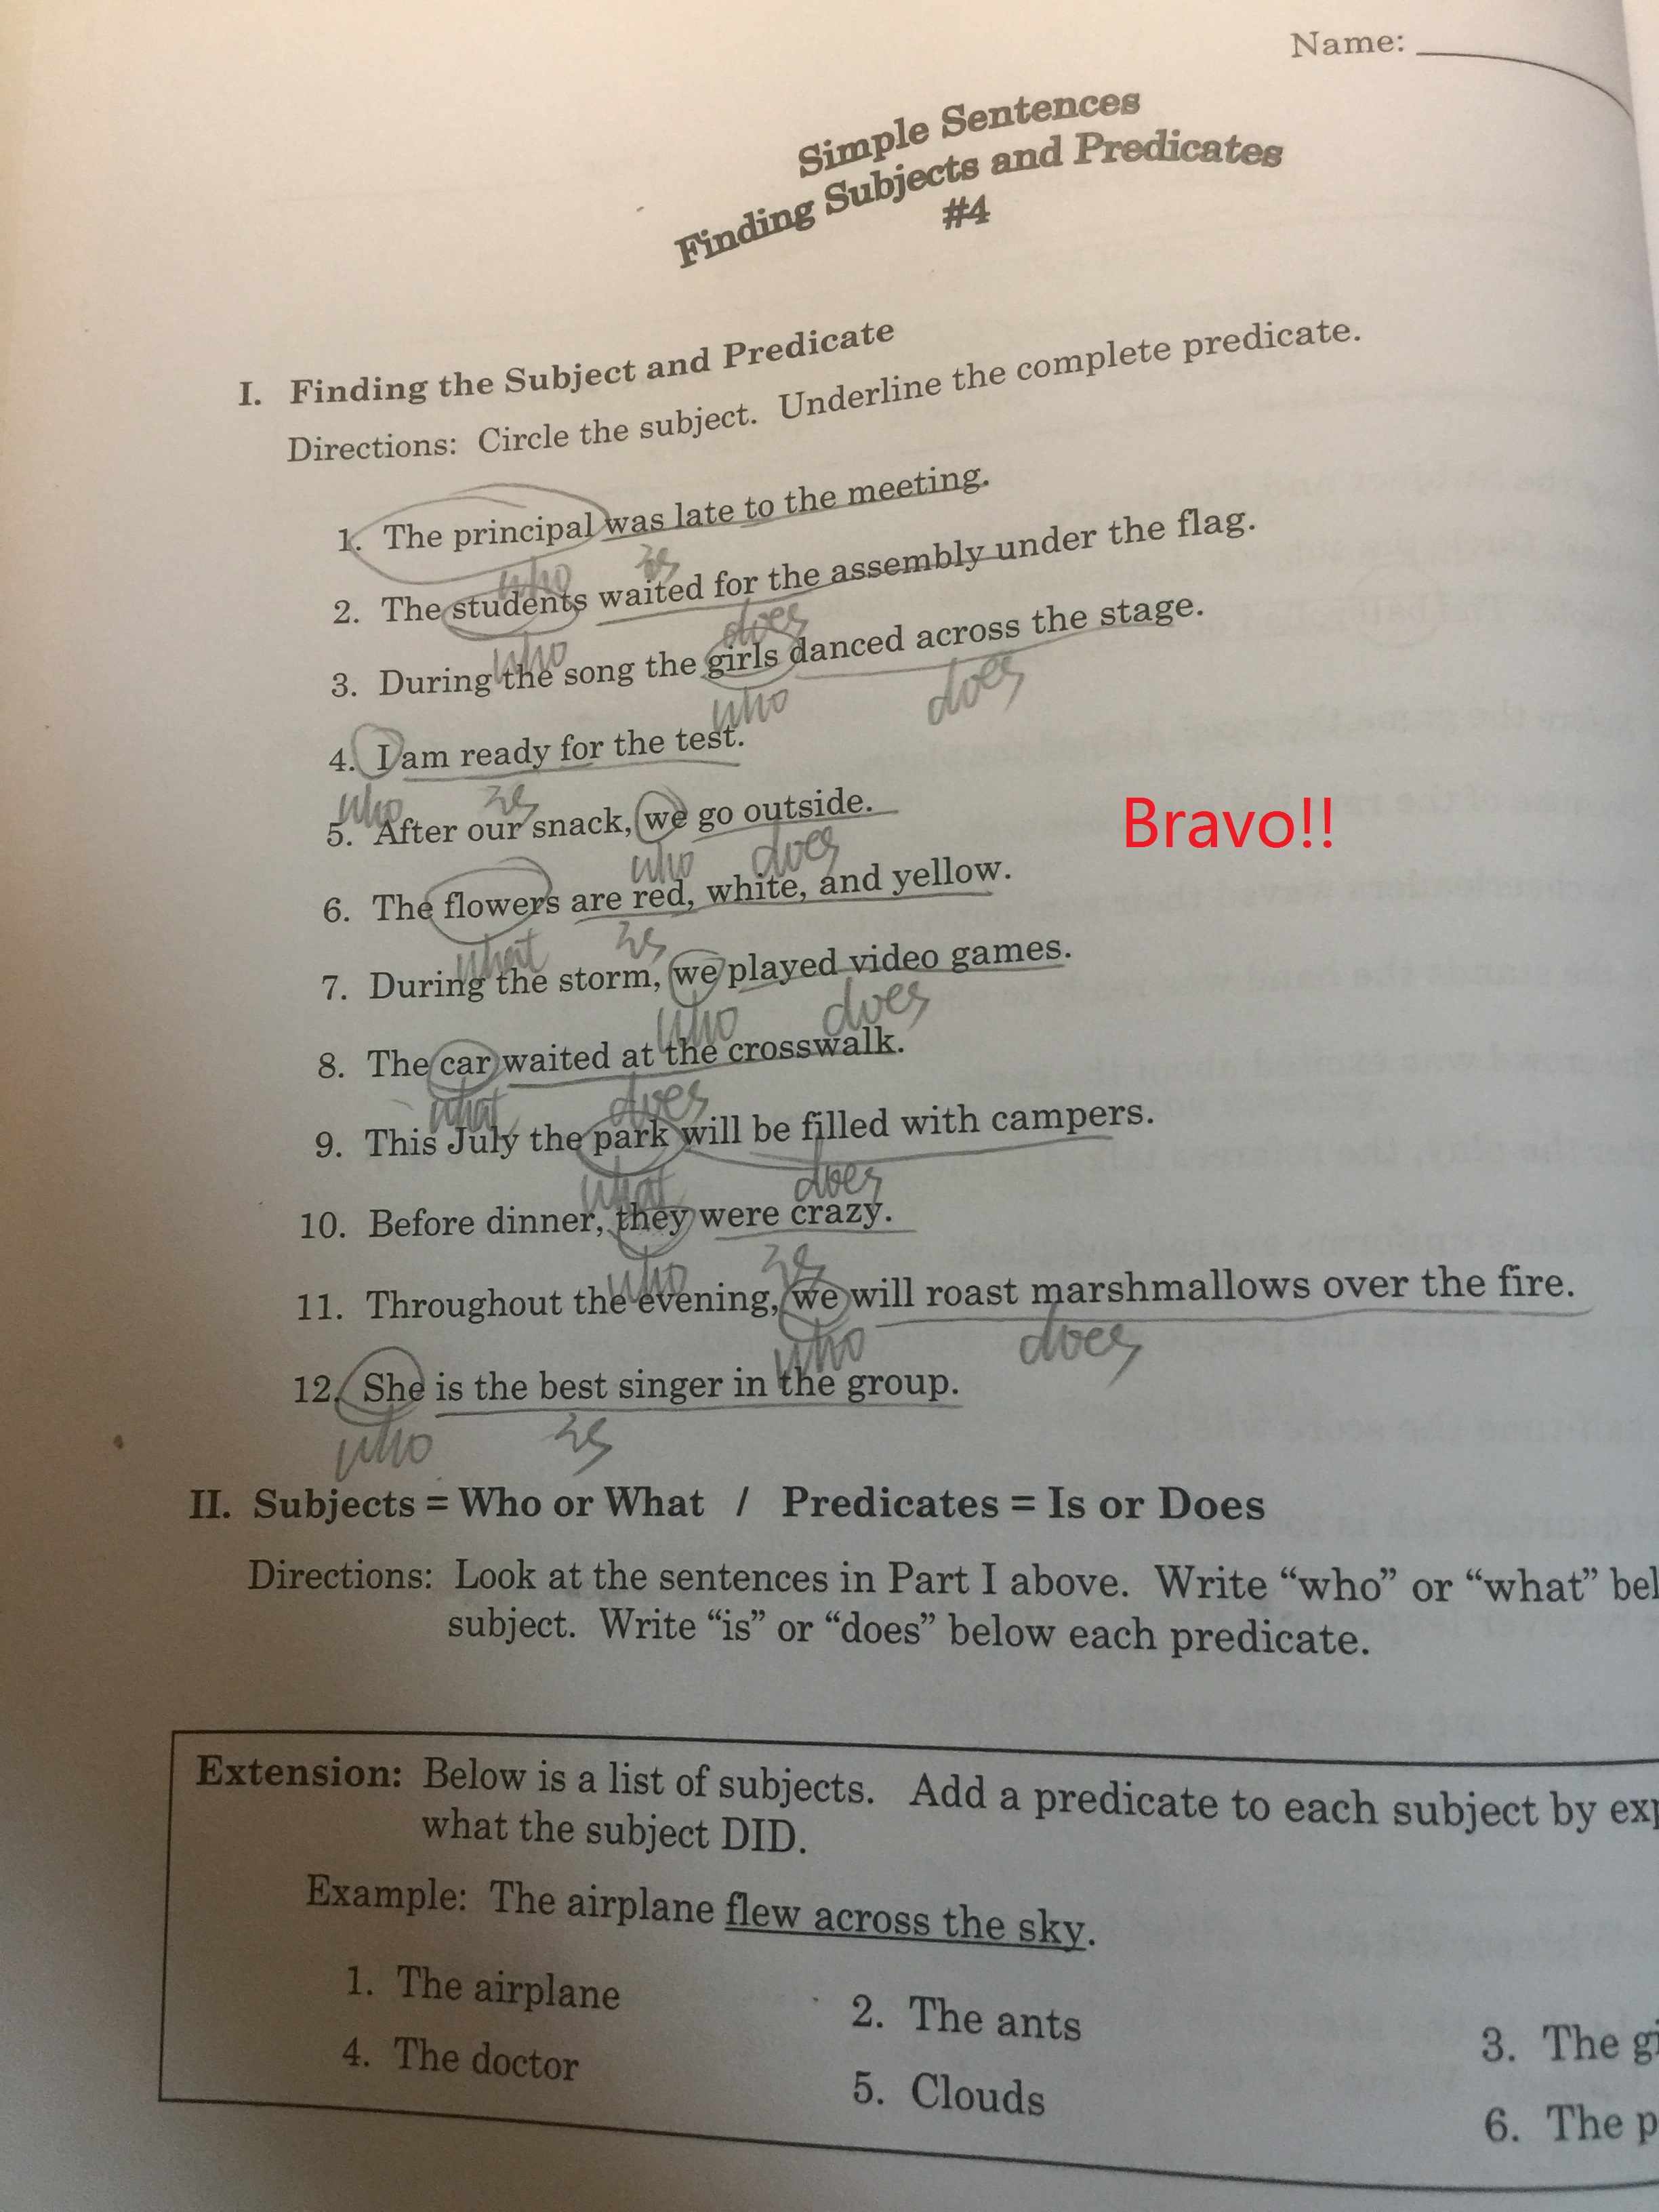 Name:
Simple Sentences
Finding Subjects and Predicates
#4
I. Finding the Subject and Predicate
Directions: Circle the subject. Underline the complete predicate.
1. The principal was late to the meeting.
who is
2. The students waited for the assembly under the flag.
who does
3. During the song the girls danced across the stage.
who does
4. I am ready for the test.
who is
5. After our snack, we go outside.
who does
6. The flowers are red, white, and yellow.
what is
7. During the storm, we played video games.
who does
8. The car waited at the crosswalk.
what does
9. This July the park will be filled with campers.
what does
10. Before dinner, they were crazy.
who is
11. Throughout the evening, we will roast marshmallows over the fire.
who does
12. She is the best singer in the group.
who is
Bravo!!
II. Subjects = Who or What / Predicates = Is or Does
Directions: Look at the sentences in Part I above. Write “who” or “what” bel
subject. Write “is” or “does” below each predicate.
Extension: Below is a list of subjects. Add a predicate to each subject by exp
what the subject DID.
Example: The airplane flew across the sky.
1. The airplane 2. The ants 3. The gi
4. The doctor 5. Clouds 6. The p